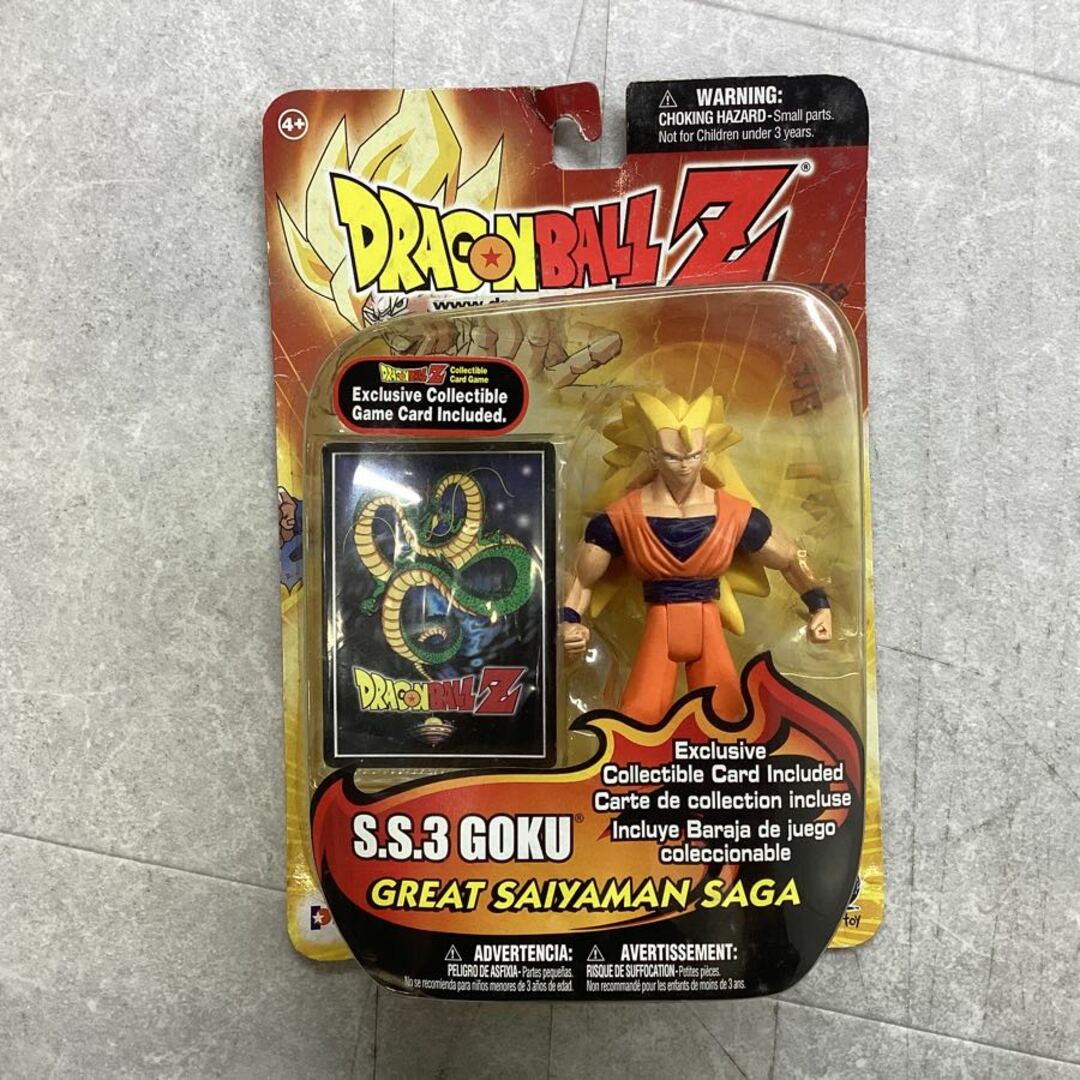 4+
WARNING:
CHOKING HAZARD - Small parts.
Not for Children under 3 years.
DRAGONBALL Z®
DRAGONBALL Z Collectible
Card Game
Exclusive Collectible
Game Card Included.
DRAGONBALL Z
Exclusive
Collectible Card Included
Carte de collection incluse
Incluye Baraja de juego
coleccionable
S.S.3 GOKU®
GREAT SAIYAMAN SAGA
toy
ADVERTENCIA:
PELIGRO DE ASFIXIA - Partes pequeñas.
No se recomienda para niños menores de 3 años de edad.
AVERTISSEMENT:
RISQUE DE SUFFOCATION - Petites pièces.
Non recommandé pour les enfants de moins de 3 ans.